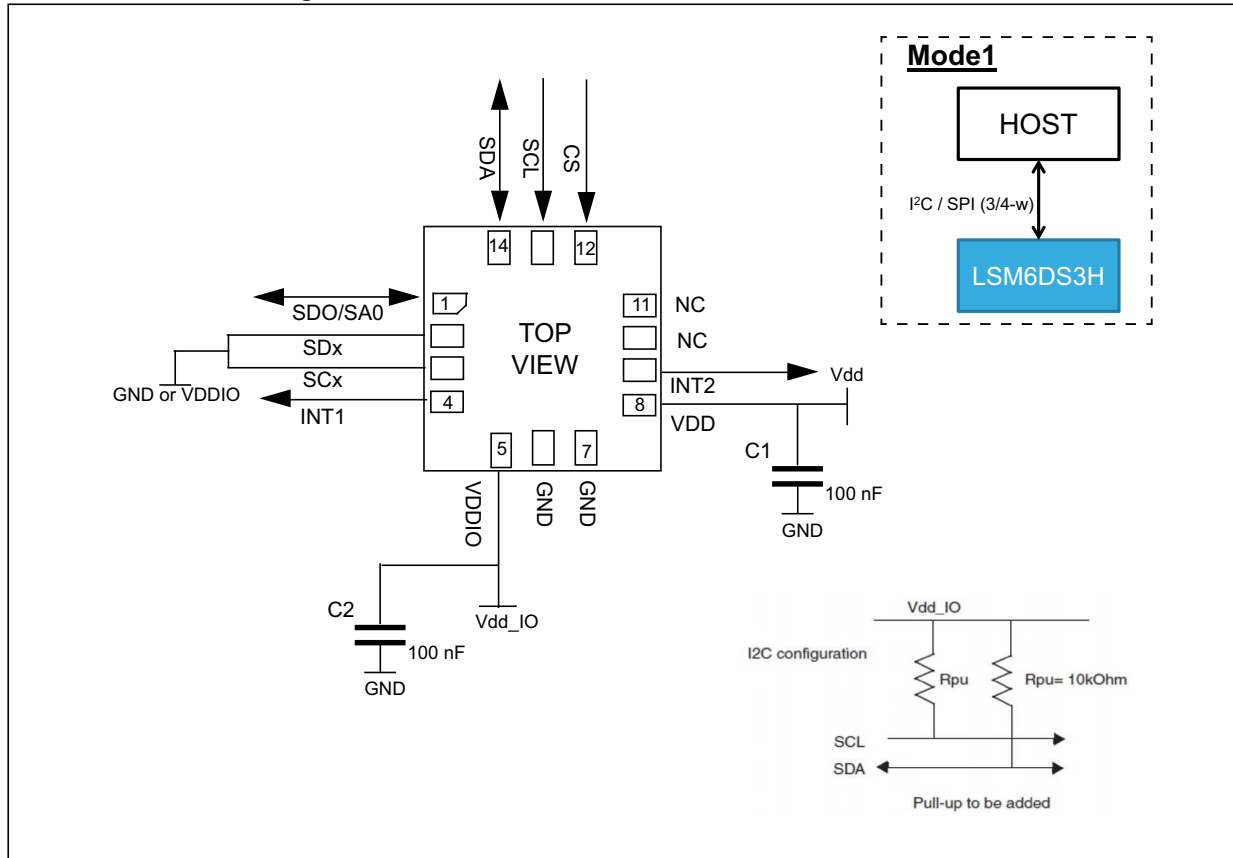 Mode1
HOST
I²C / SPI (3/4-w)
LSM6DS3H
SDA
SCL
CS
14
12
1
SDO/SA0
SDx
SCx
GND or VDDIO
4
INT1
TOP
VIEW
11
NC
NC
INT2
Vdd
8
VDD
5
7
VDDIO
GND
GND
C1
100 nF
GND
C2
100 nF
GND
Vdd_IO
Vdd_IO
I2C configuration
Rpu
Rpu= 10kOhm
SCL
SDA
Pull-up to be added